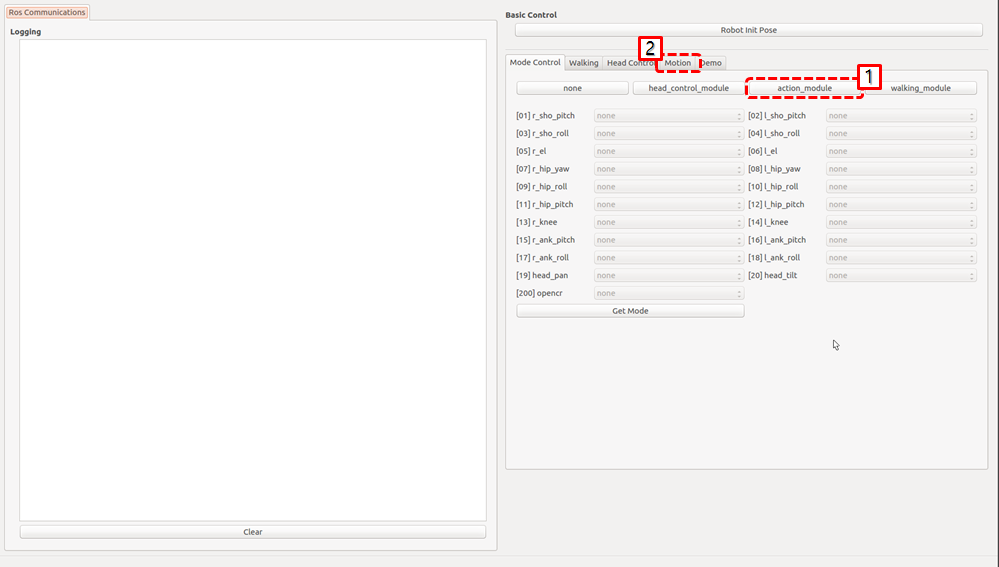 Ros Communications
Logging
Clear
Basic Control
Robot Init Pose
2
Mode Control Walking Head Control Motion Demo
1
none head_control_module action_module walking_module
[01] r_sho_pitch none [02] l_sho_pitch none
[03] r_sho_roll none [04] l_sho_roll none
[05] r_el none [06] l_el none
[07] r_hip_yaw none [08] l_hip_yaw none
[09] r_hip_roll none [10] l_hip_roll none
[11] r_hip_pitch none [12] l_hip_pitch none
[13] r_knee none [14] l_knee none
[15] r_ank_pitch none [16] l_ank_pitch none
[17] r_ank_roll none [18] l_ank_roll none
[19] head_pan none [20] head_tilt none
[200] opencr none
Get Mode